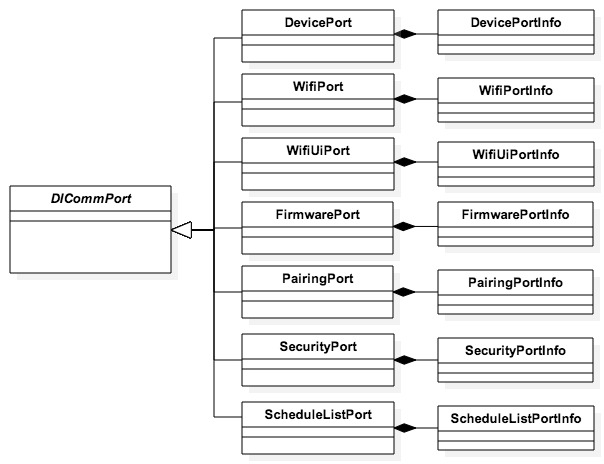 DevicePort
DevicePortInfo
WifiPort
WifiPortInfo
WifiUiPort
WifiUiPortInfo
DICommPort
FirmwarePort
FirmwarePortInfo
PairingPort
PairingPortInfo
SecurityPort
SecurityPortInfo
ScheduleListPort
ScheduleListPortInfo